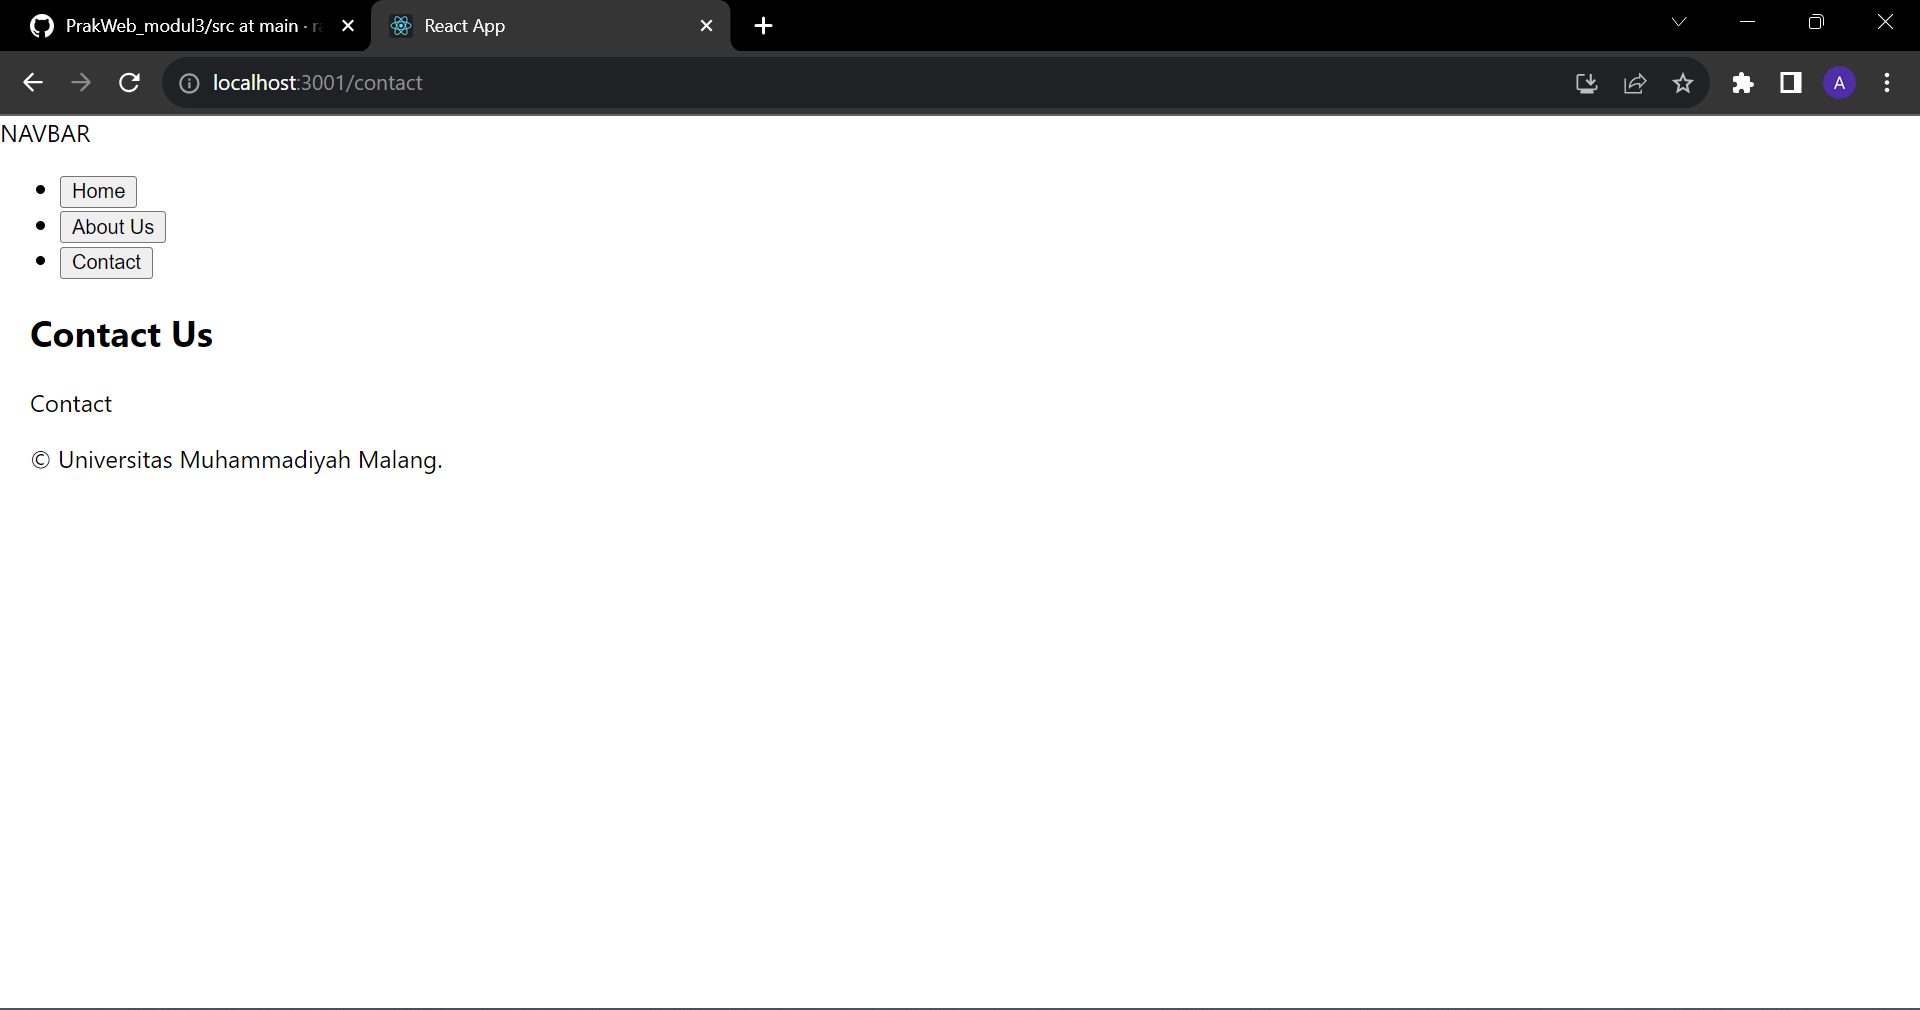 PrakWeb_modul3/src at main ·
React App
localhost:3001/contact
A
NAVBAR
Home
About Us
Contact
Contact Us
Contact
© Universitas Muhammadiyah Malang.